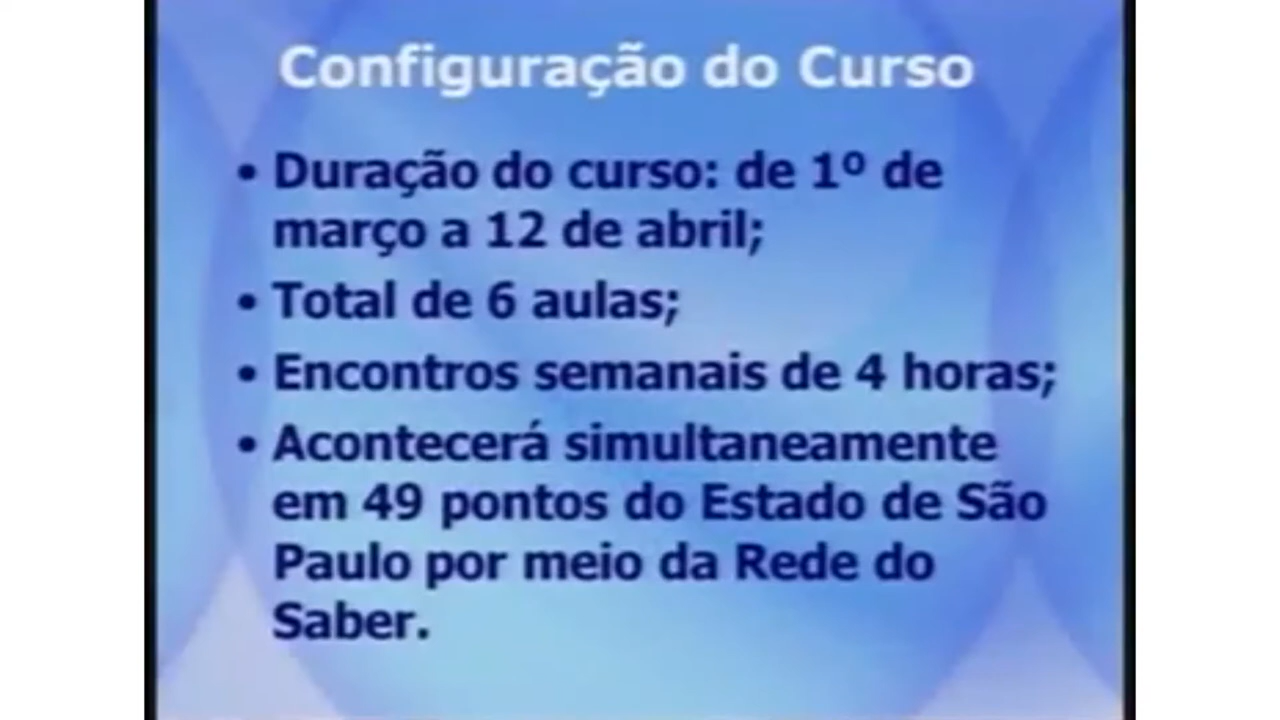 Configuração do Curso
• Duração do curso: de 1º de
março a 12 de abril;
• Total de 6 aulas;
• Encontros semanais de 4 horas;
• Acontecerá simultaneamente
em 49 pontos do Estado de São
Paulo por meio da Rede do
Saber.